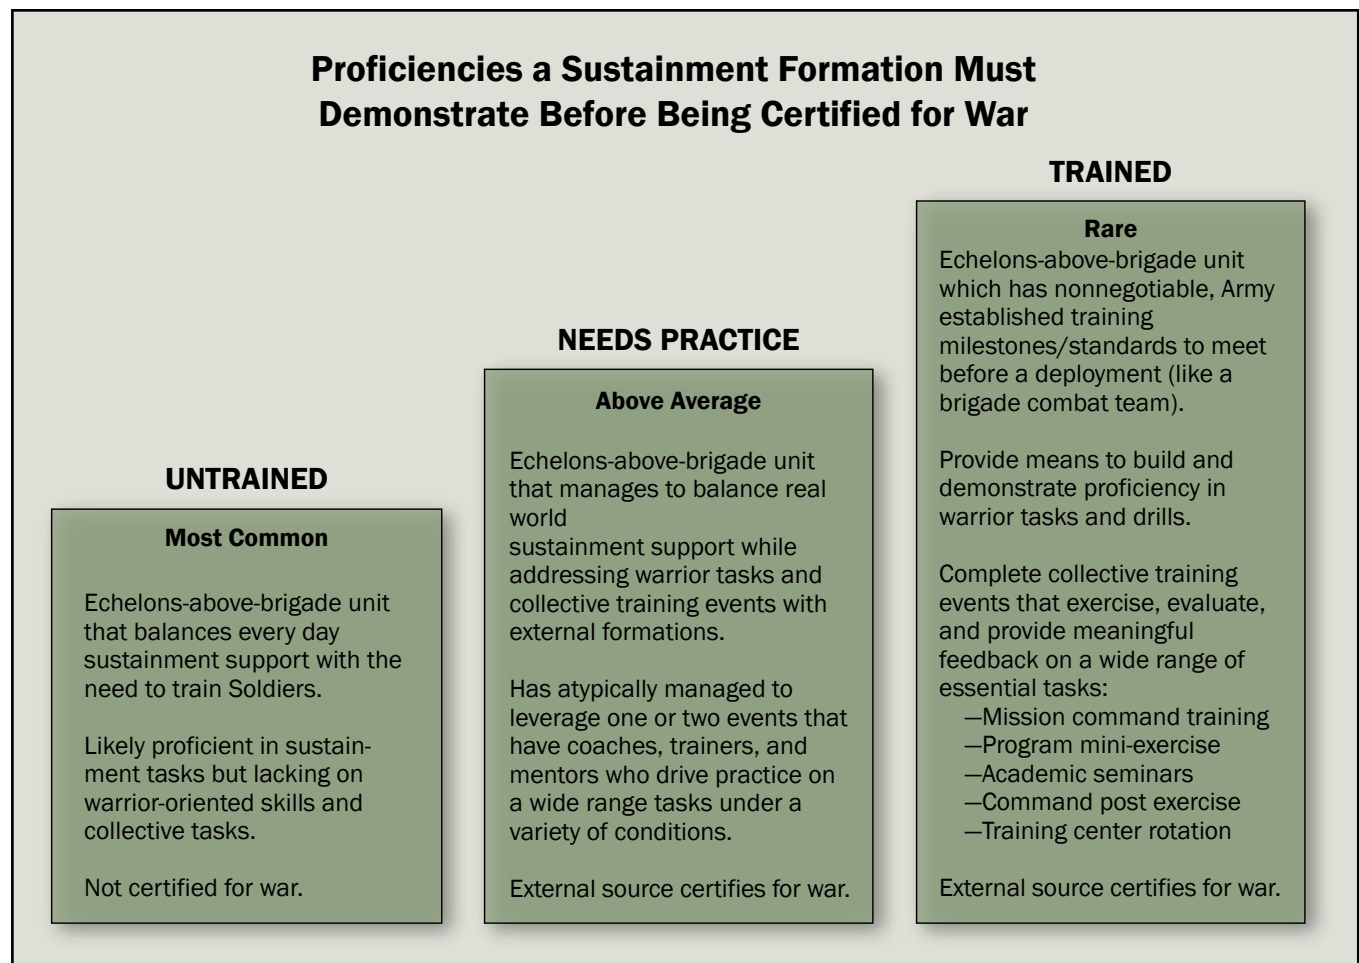 Proficiencies a Sustainment Formation Must
Demonstrate Before Being Certified for War
UNTRAINED
Most Common
Echelons-above-brigade unit
that balances every day
sustainment support with the
need to train Soldiers.
Likely proficient in sustain-
ment tasks but lacking on
warrior-oriented skills and
collective tasks.
Not certified for war.
NEEDS PRACTICE
Above Average
Echelons-above-brigade unit
that manages to balance real
world
sustainment support while
addressing warrior tasks and
collective training events with
external formations.
Has atypically managed to
leverage one or two events that
have coaches, trainers, and
mentors who drive practice on
a wide range tasks under a
variety of conditions.
External source certifies for war.
TRAINED
Rare
Echelons-above-brigade unit
which has nonnegotiable, Army
established training
milestones/standards to meet
before a deployment (like a
brigade combat team).
Provide means to build and
demonstrate proficiency in
warrior tasks and drills.
Complete collective training
events that exercise, evaluate,
and provide meaningful
feedback on a wide range of
essential tasks:
—Mission command training
—Program mini-exercise
—Academic seminars
—Command post exercise
—Training center rotation
External source certifies for war.